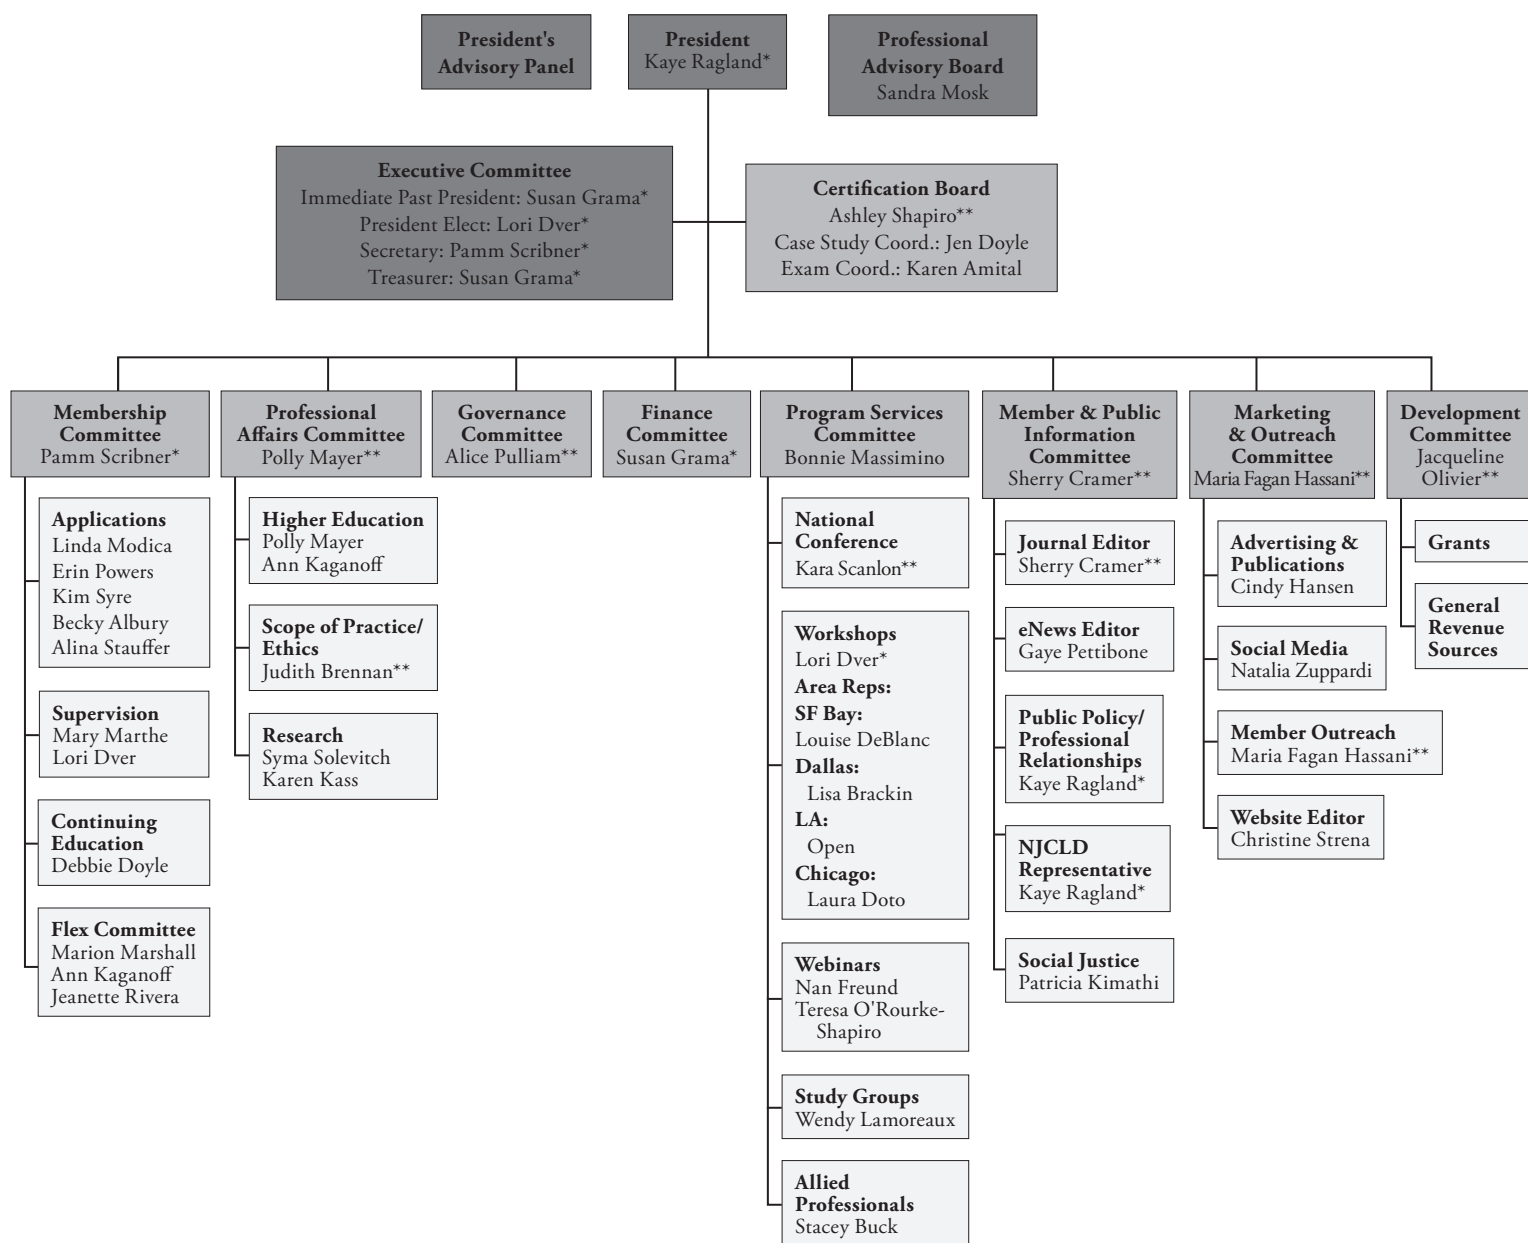 President's
Advisory Panel
President
Kaye Ragland*
Professional
Advisory Board
Sandra Mosk
Executive Committee
Immediate Past President: Susan Grama*
President Elect: Lori Dver*
Secretary: Pamm Scribner*
Treasurer: Susan Grama*
Certification Board
Ashley Shapiro**
Case Study Coord.: Jen Doyle
Exam Coord.: Karen Amital
Membership
Committee
Pamm Scribner*
Applications
Linda Modica
Erin Powers
Kim Syre
Becky Albury
Alina Stauffer
Supervision
Mary Marthe
Lori Dver
Continuing
Education
Debbie Doyle
Flex Committee
Marion Marshall
Ann Kaganoff
Jeanette Rivera
Professional
Affairs Committee
Polly Mayer**
Higher Education
Polly Mayer
Ann Kaganoff
Scope of Practice/
Ethics
Judith Brennan**
Research
Syma Solevitch
Karen Kass
Governance
Committee
Alice Pulliam**
Finance
Committee
Susan Grama*
Program Services
Committee
Bonnie Massimino
National
Conference
Kara Scanlon**
Workshops
Lori Dver*
Area Reps:
SF Bay:
Louise DeBlanc
Dallas:
Lisa Brackin
LA:
Open
Chicago:
Laura Doto
Webinars
Nan Freund
Teresa O'Rourke-
Shapiro
Study Groups
Wendy Lamoreaux
Allied
Professionals
Stacey Buck
Member & Public
Information
Committee
Sherry Cramer**
Journal Editor
Sherry Cramer**
eNews Editor
Gaye Pettibone
Public Policy/
Professional
Relationships
Kaye Ragland*
NJCLD
Representative
Kaye Ragland*
Social Justice
Patricia Kimathi
Marketing
& Outreach
Committee
Maria Fagan Hassani**
Advertising &
Publications
Cindy Hansen
Social Media
Natalia Zuppardi
Member Outreach
Maria Fagan Hassani**
Website Editor
Christine Strena
Development
Committee
Jacqueline
Olivier**
Grants
General
Revenue
Sources